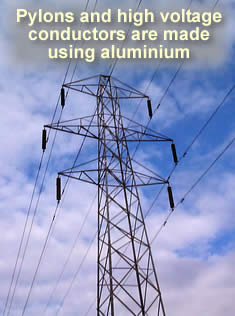 Pylons and high voltage
conductors are made
using aluminium